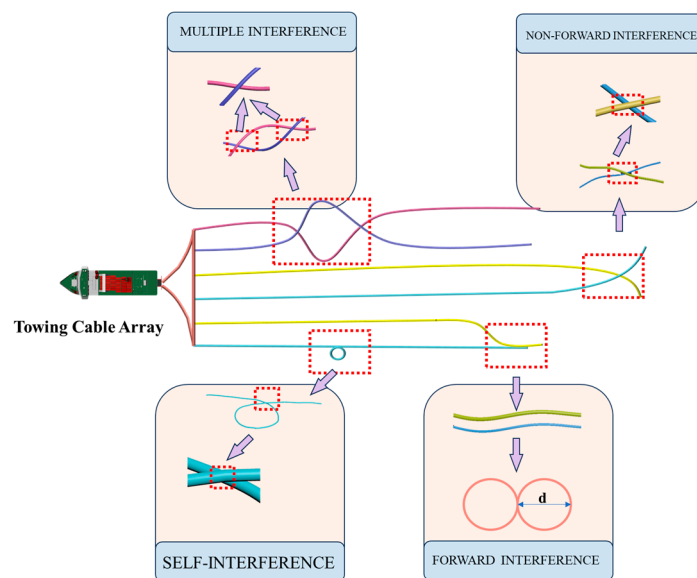 MULTIPLE INTERFERENCE
NON-FORWARD INTERFERENCE
Towing Cable Array
d
SELF-INTERFERENCE
FORWARD INTERFERENCE